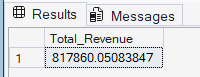 Results Messages
Total_Revenue
1 817860.05083847